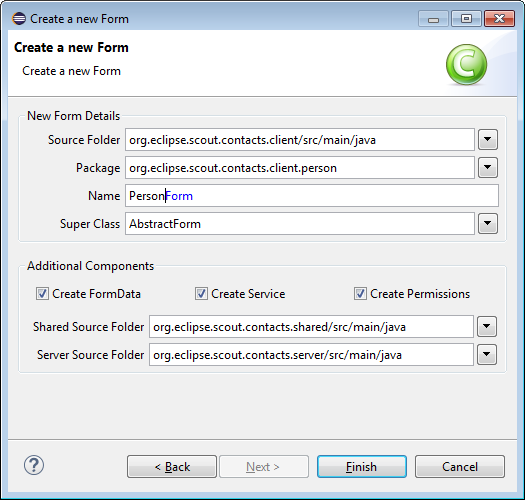 Create a new Form
Create a new Form
Create a new Form
C
New Form Details
Source Folder org.eclipse.scout.contacts.client/src/main/java
Package org.eclipse.scout.contacts.client.person
Name PersonForm
Super Class AbstractForm
Additional Components
Create FormData Create Service Create Permissions
Shared Source Folder org.eclipse.scout.contacts.shared/src/main/java
Server Source Folder org.eclipse.scout.contacts.server/src/main/java
? < Back Next > Finish Cancel